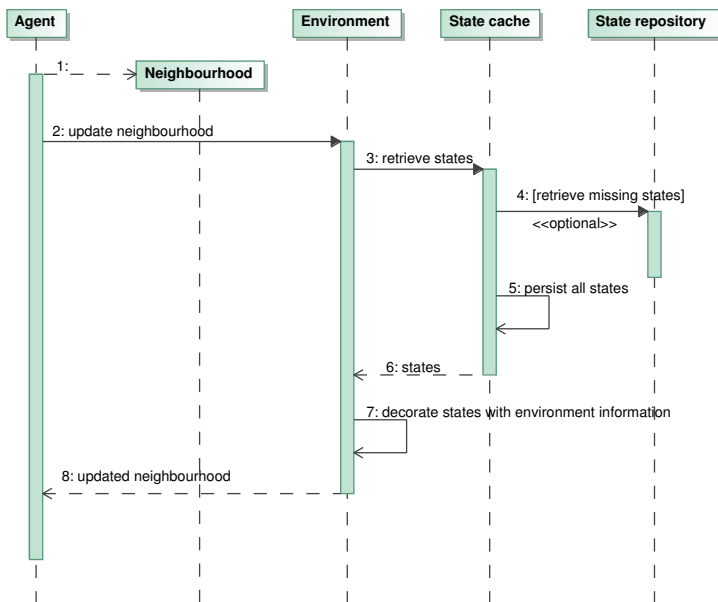 Agent
Environment
State cache
State repository
1:
Neighbourhood
2: update neighbourhood
3: retrieve states
4: [retrieve missing states]
<<optional>>
5: persist all states
6: states
7: decorate states with environment information
8: updated neighbourhood